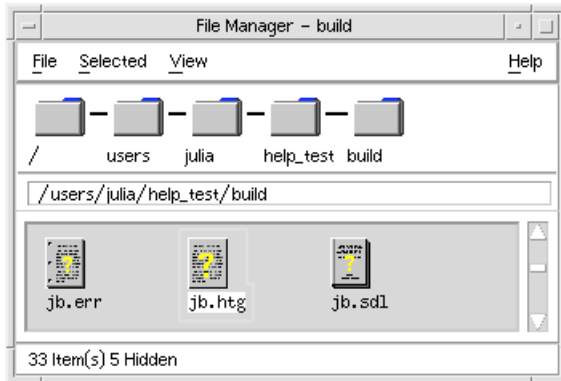 File Manager - build
File Selected View Help
/ users julia help_test build
/users/julia/help_test/build
jb.err jb.htg jb.sdl
33 Item(s) 5 Hidden